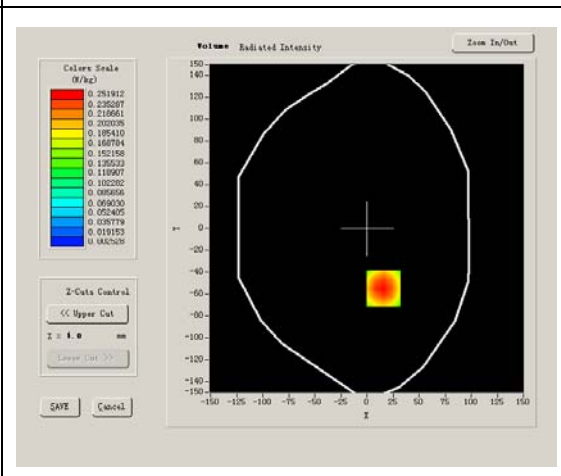 Volume Radiated Intensity
Zoom In/Out
Colors Scale
(W/kg)
0.251912
0.235287
0.218661
0.202035
0.185410
0.168784
0.152158
0.135533
0.118907
0.102282
0.085656
0.069030
0.052405
0.035779
0.019153
0.002528
150
140
120
100
80
60
40
20
Y
0
-20
-40
-60
-80
-100
-120
-140
-150
-150 -125 -100 -75 -50 -25 0 25 50 75 100 125 150
X
Z-Cuts Control
<< Upper Cut
mm
Lower Cut >>
SAVE Cancel